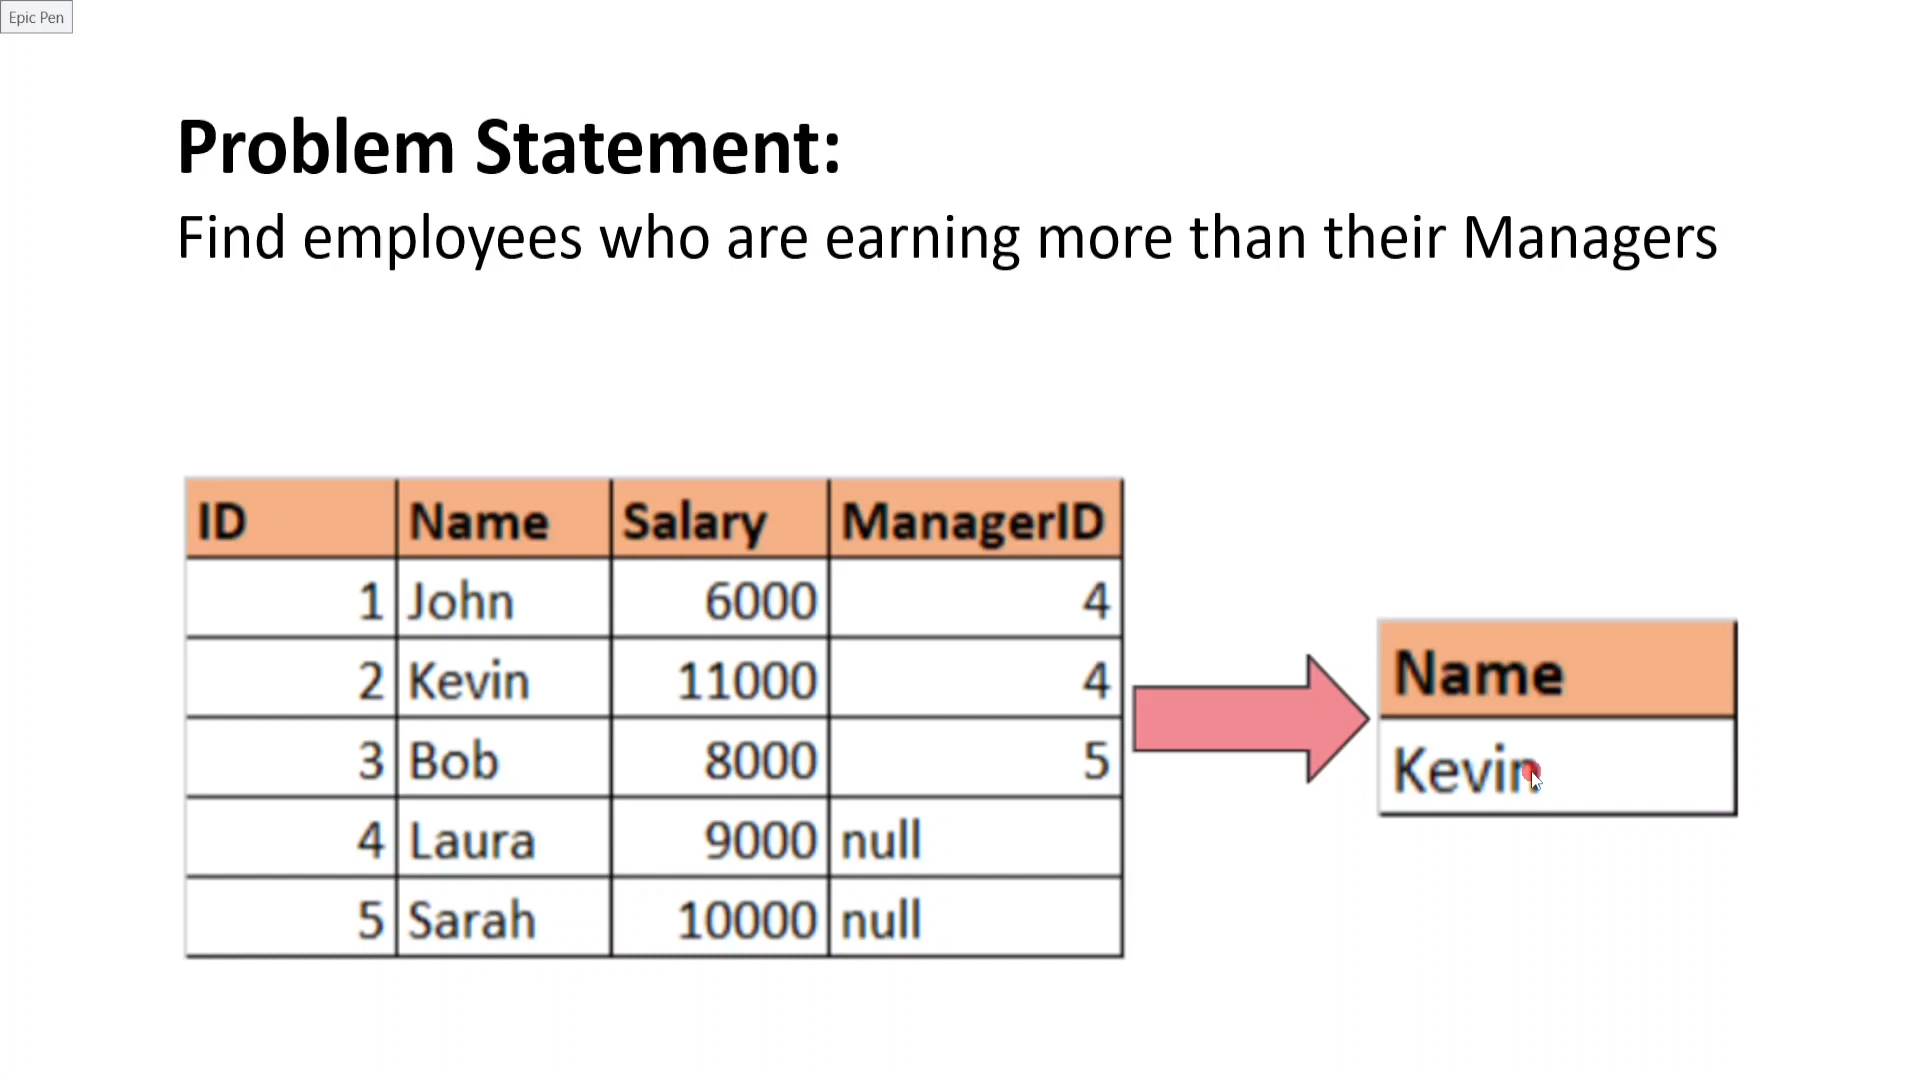 Epic Pen
Problem Statement:
Find employees who are earning more than their Managers
ID Name Salary ManagerID
1 John 6000 4
2 Kevin 11000 4
3 Bob 8000 5
4 Laura 9000 null
5 Sarah 10000 null
Name
Kevin